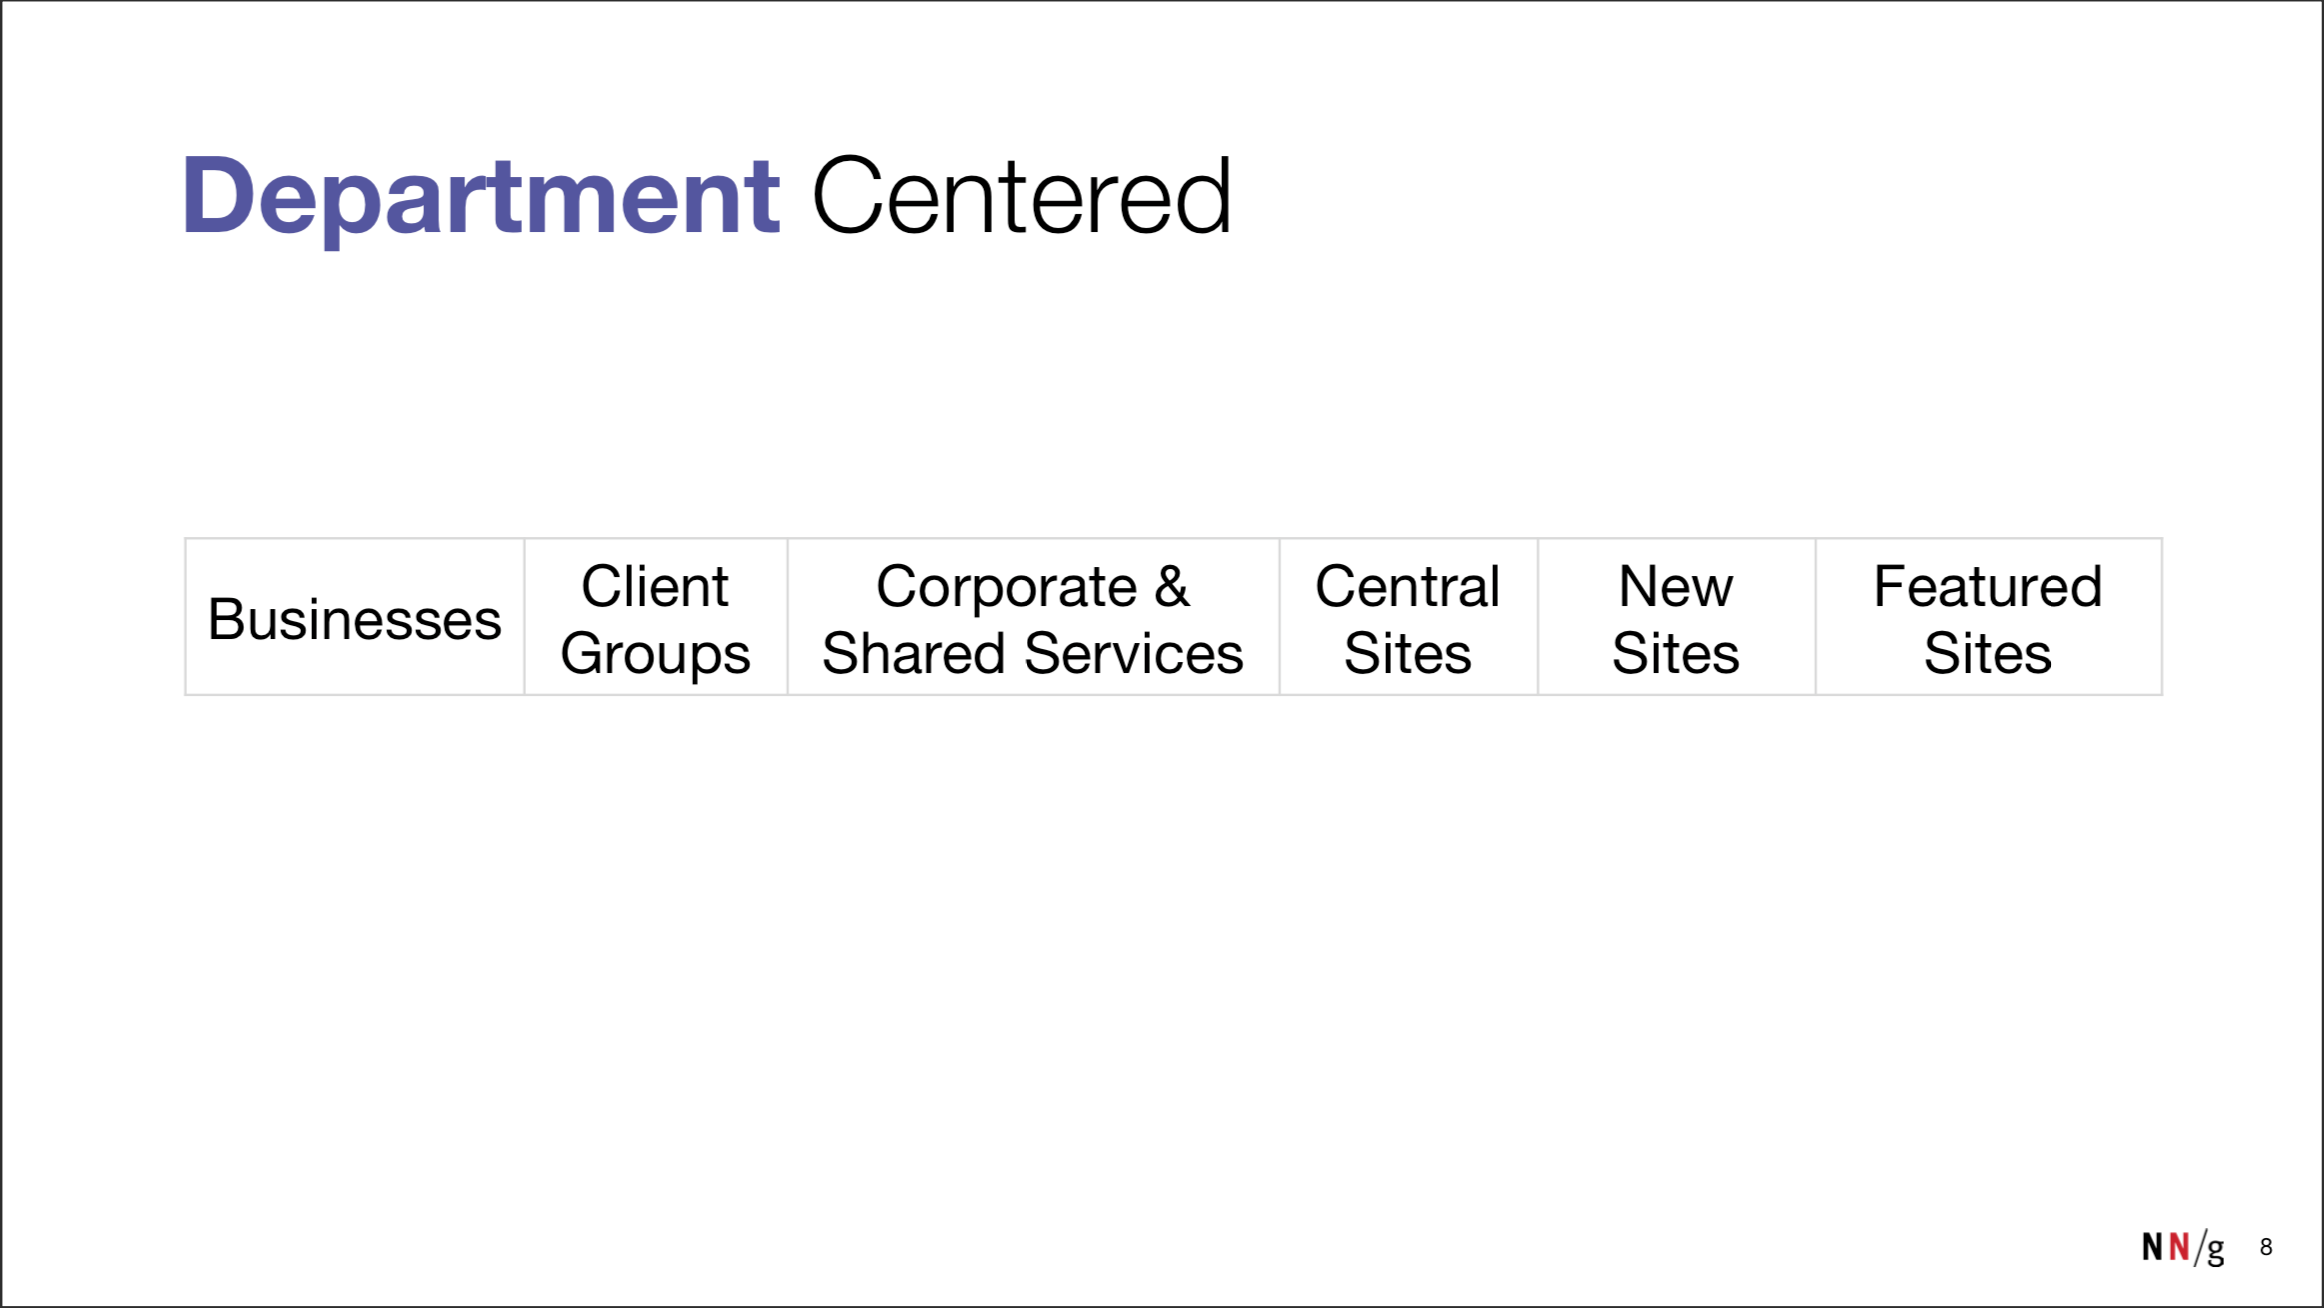 Department Centered
Businesses
Client
Groups
Corporate &
Shared Services
Central
Sites
New
Sites
Featured
Sites
NN/g 8